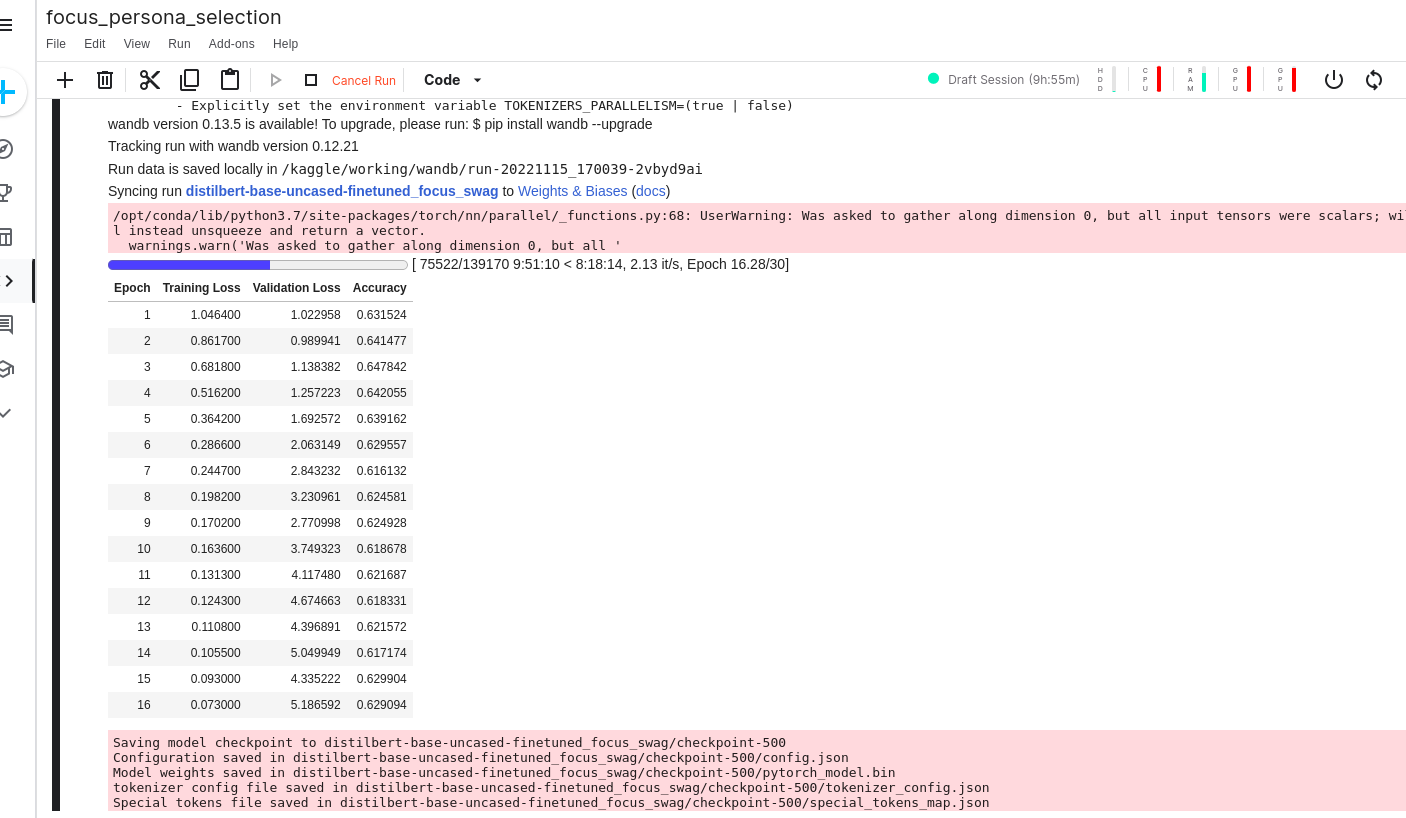 focus_persona_selection
File Edit View Run Add-ons Help
Cancel Run Code Draft Session (9h:55m) HDD CPU RAM GPU GPU
- Explicitly set the environment variable TOKENIZERS_PARALLELISM=(true | false)
wandb version 0.13.5 is available! To upgrade, please run: $ pip install wandb --upgrade
Tracking run with wandb version 0.12.21
Run data is saved locally in /kaggle/working/wandb/run-20221115_170039-2vbyd9ai
Syncing run distilbert-base-uncased-finetuned_focus_swag to Weights & Biases (docs)
/opt/conda/lib/python3.7/site-packages/torch/nn/parallel/_functions.py:68: UserWarning: Was asked to gather along dimension 0, but all input tensors were scalars; wil
l instead unsqueeze and return a vector.
warnings.warn('Was asked to gather along dimension 0, but all '
[ 75522/139170 9:51:10 < 8:18:14, 2.13 it/s, Epoch 16.28/30]
Epoch Training Loss Validation Loss Accuracy
1 1.046400 1.022958 0.631524
2 0.861700 0.989941 0.641477
3 0.681800 1.138382 0.647842
4 0.516200 1.257223 0.642055
5 0.364200 1.692572 0.639162
6 0.286600 2.063149 0.629557
7 0.244700 2.843232 0.616132
8 0.198200 3.230961 0.624581
9 0.170200 2.770998 0.624928
10 0.163600 3.749323 0.618678
11 0.131300 4.117480 0.621687
12 0.124300 4.674663 0.618331
13 0.110800 4.396891 0.621572
14 0.105500 5.049949 0.617174
15 0.093000 4.335222 0.629904
16 0.073000 5.186592 0.629094
Saving model checkpoint to distilbert-base-uncased-finetuned_focus_swag/checkpoint-500
Configuration saved in distilbert-base-uncased-finetuned_focus_swag/checkpoint-500/config.json
Model weights saved in distilbert-base-uncased-finetuned_focus_swag/checkpoint-500/pytorch_model.bin
tokenizer config file saved in distilbert-base-uncased-finetuned_focus_swag/checkpoint-500/tokenizer_config.json
Special tokens file saved in distilbert-base-uncased-finetuned_focus_swag/checkpoint-500/special_tokens_map.json